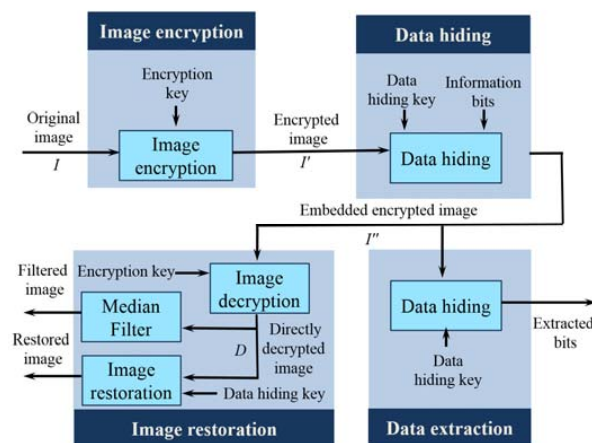 Image encryption
Encryption
key
Original
image
I
Image
encryption
Encrypted
image
I'
Data hiding
Data
hiding key
Information
bits
Data hiding
Embedded encrypted image
I''
Encryption key
Image
decryption
Filtered
image
Median
Filter
D
Directly
decrypted
image
Restored
image
Image
restoration
Data hiding key
Image restoration
Data hiding
Extracted
bits
Data
hiding key
Data extraction